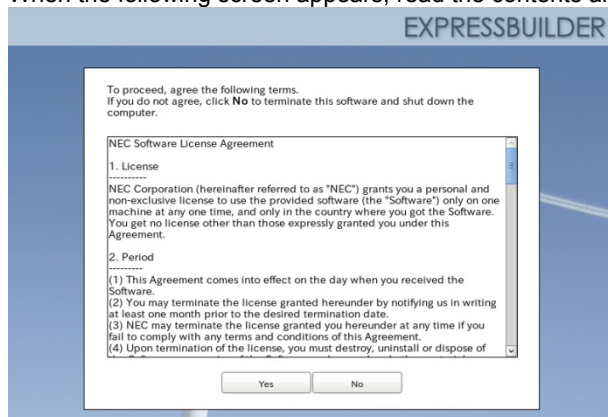 When the following screen appears, read the contents a
EXPRESSBUILDER
To proceed, agree the following terms.
If you do not agree, click No to terminate this software and shut down the
computer.
NEC Software License Agreement
1. License
----------
NEC Corporation (hereinafter referred to as "NEC") grants you a personal and
non-exclusive license to use the provided software (the "Software") only on one
machine at any one time, and only in the country where you got the Software.
You get no license other than those expressly granted you under this
Agreement.
2. Period
---------
(1) This Agreement comes into effect on the day when you received the
Software.
(2) You may terminate the license granted hereunder by notifying us in writing
at least one month prior to the desired termination date.
(3) NEC may terminate the license granted you hereunder at any time if you
fail to comply with any terms and conditions of this Agreement.
(4) Upon termination of the license, you must destroy, uninstall or dispose of
Yes No